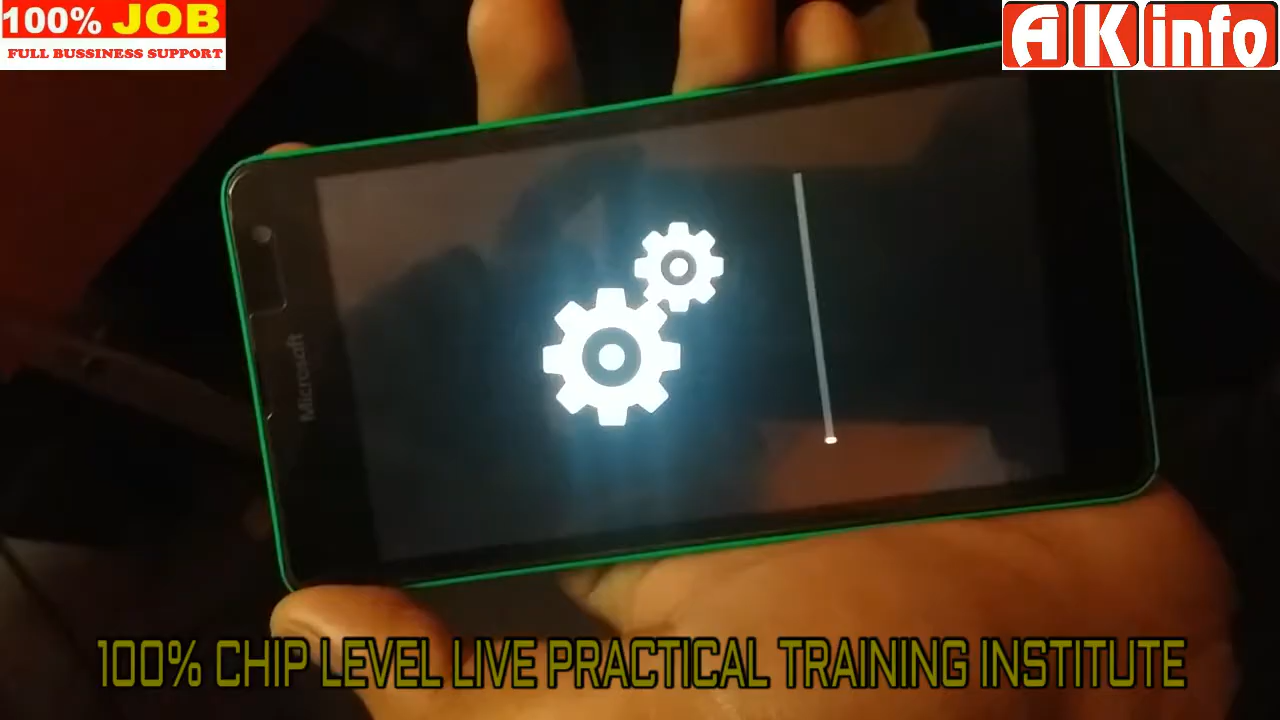 100% JOB
FULL BUSSINESS SUPPORT
AKinfo
Microsoft
100% CHIP LEVEL LIVE PRACTICAL TRAINING INSTITUTE